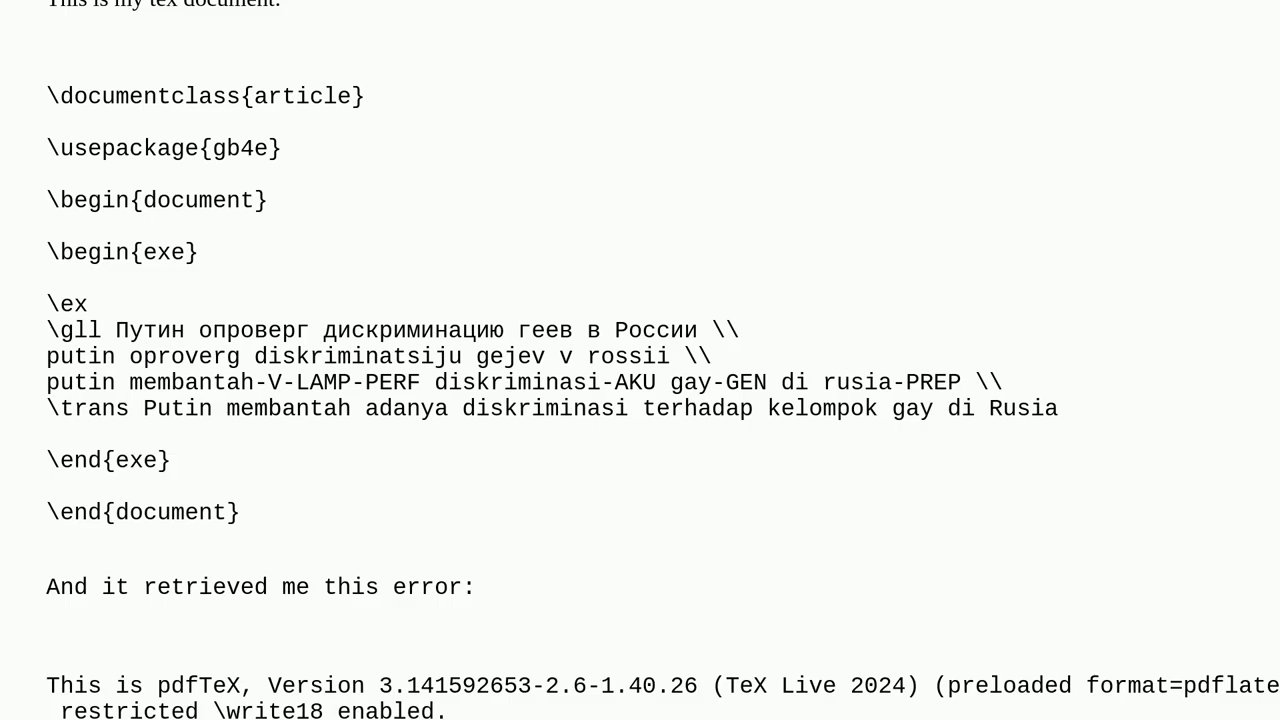 This is my tex document:
\documentclass{article}
\usepackage{gb4e}
\begin{document}
\begin{exe}
\ex
\gll Путин опроверг дискриминацию геев в России \\
putin oproverg diskriminatsiju gejev v rossii \\
putin membantah-V-LAMP-PERF diskriminasi-AKU gay-GEN di rusia-PREP \\
\trans Putin membantah adanya diskriminasi terhadap kelompok gay di Rusia
\end{exe}
\end{document}
And it retrieved me this error:
This is pdfTeX, Version 3.141592653-2.6-1.40.26 (TeX Live 2024) (preloaded format=pdflate
restricted \write18 enabled.